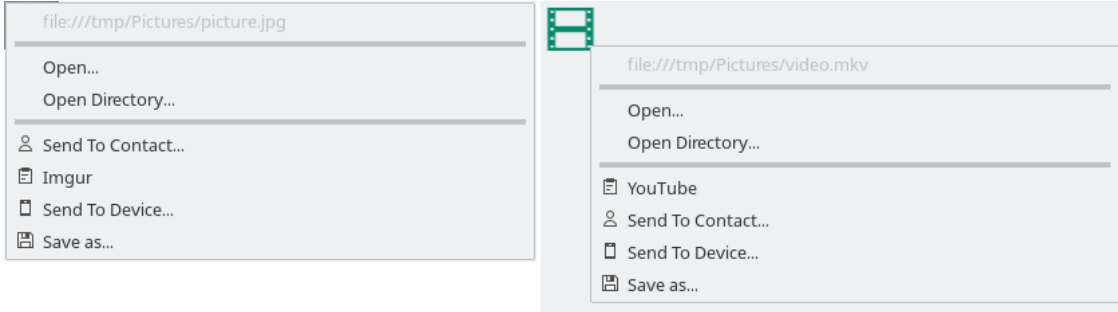 file:///tmp/Pictures/picture.jpg
Open...
Open Directory...
Send To Contact...
Imgur
Send To Device...
Save as...
file:///tmp/Pictures/video.mkv
Open...
Open Directory...
YouTube
Send To Contact...
Send To Device...
Save as...